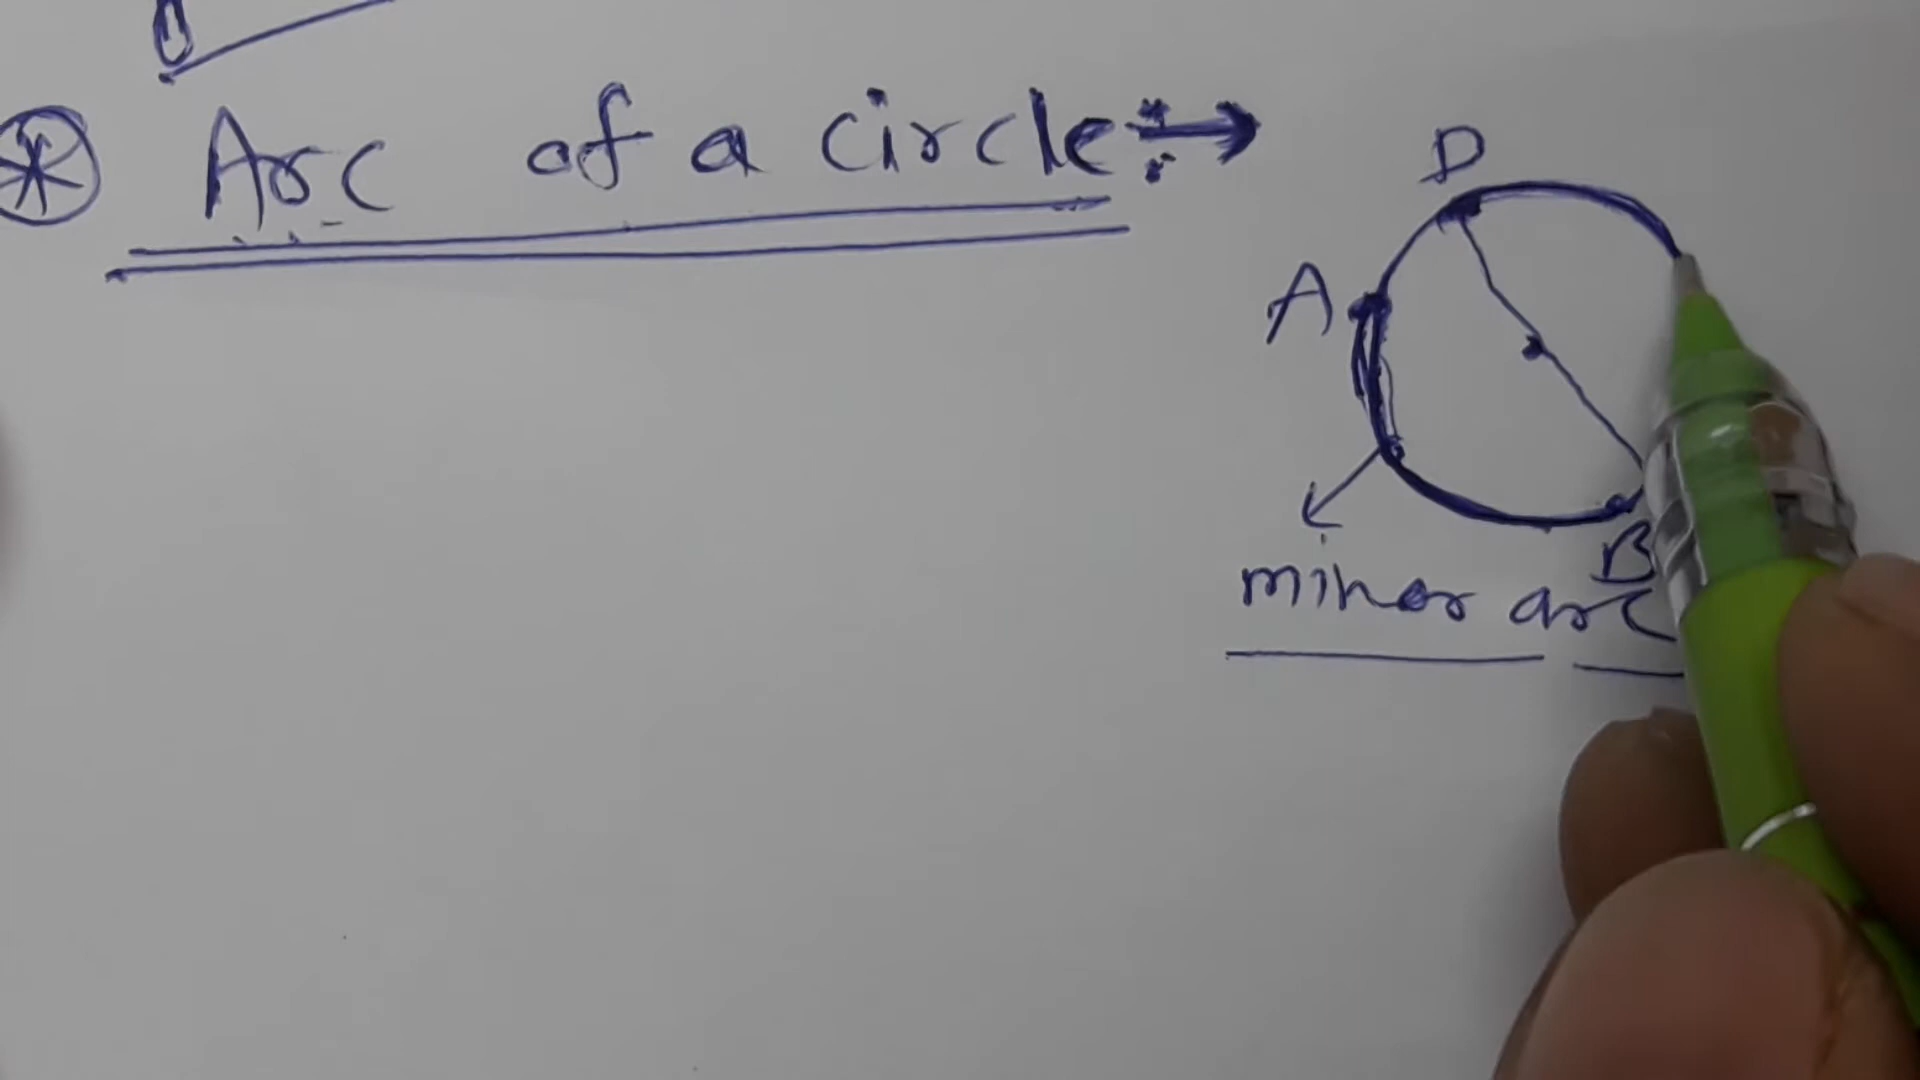 Arc of a circle :→
D
A
B
minor arc